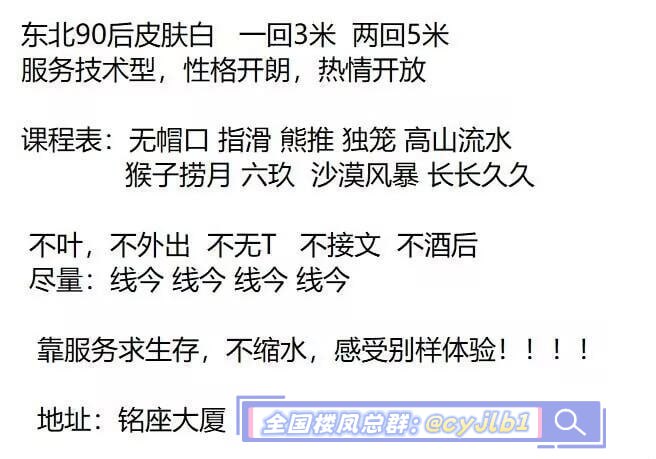 东北90后皮肤白 一回3米 两回5米
服务技术型，性格开朗，热情开放
课程表：无帽口 指滑 熊推 独笼 高山流水
猴子捞月 六玖 沙漠风暴 长长久久
不叶，不外出 不无T 不接文 不酒后
尽量：线今 线今 线今 线今
靠服务求生存，不缩水，感受别样体验！！！！
地址：铭座大厦
全国楼凤总群:@cyjlb1